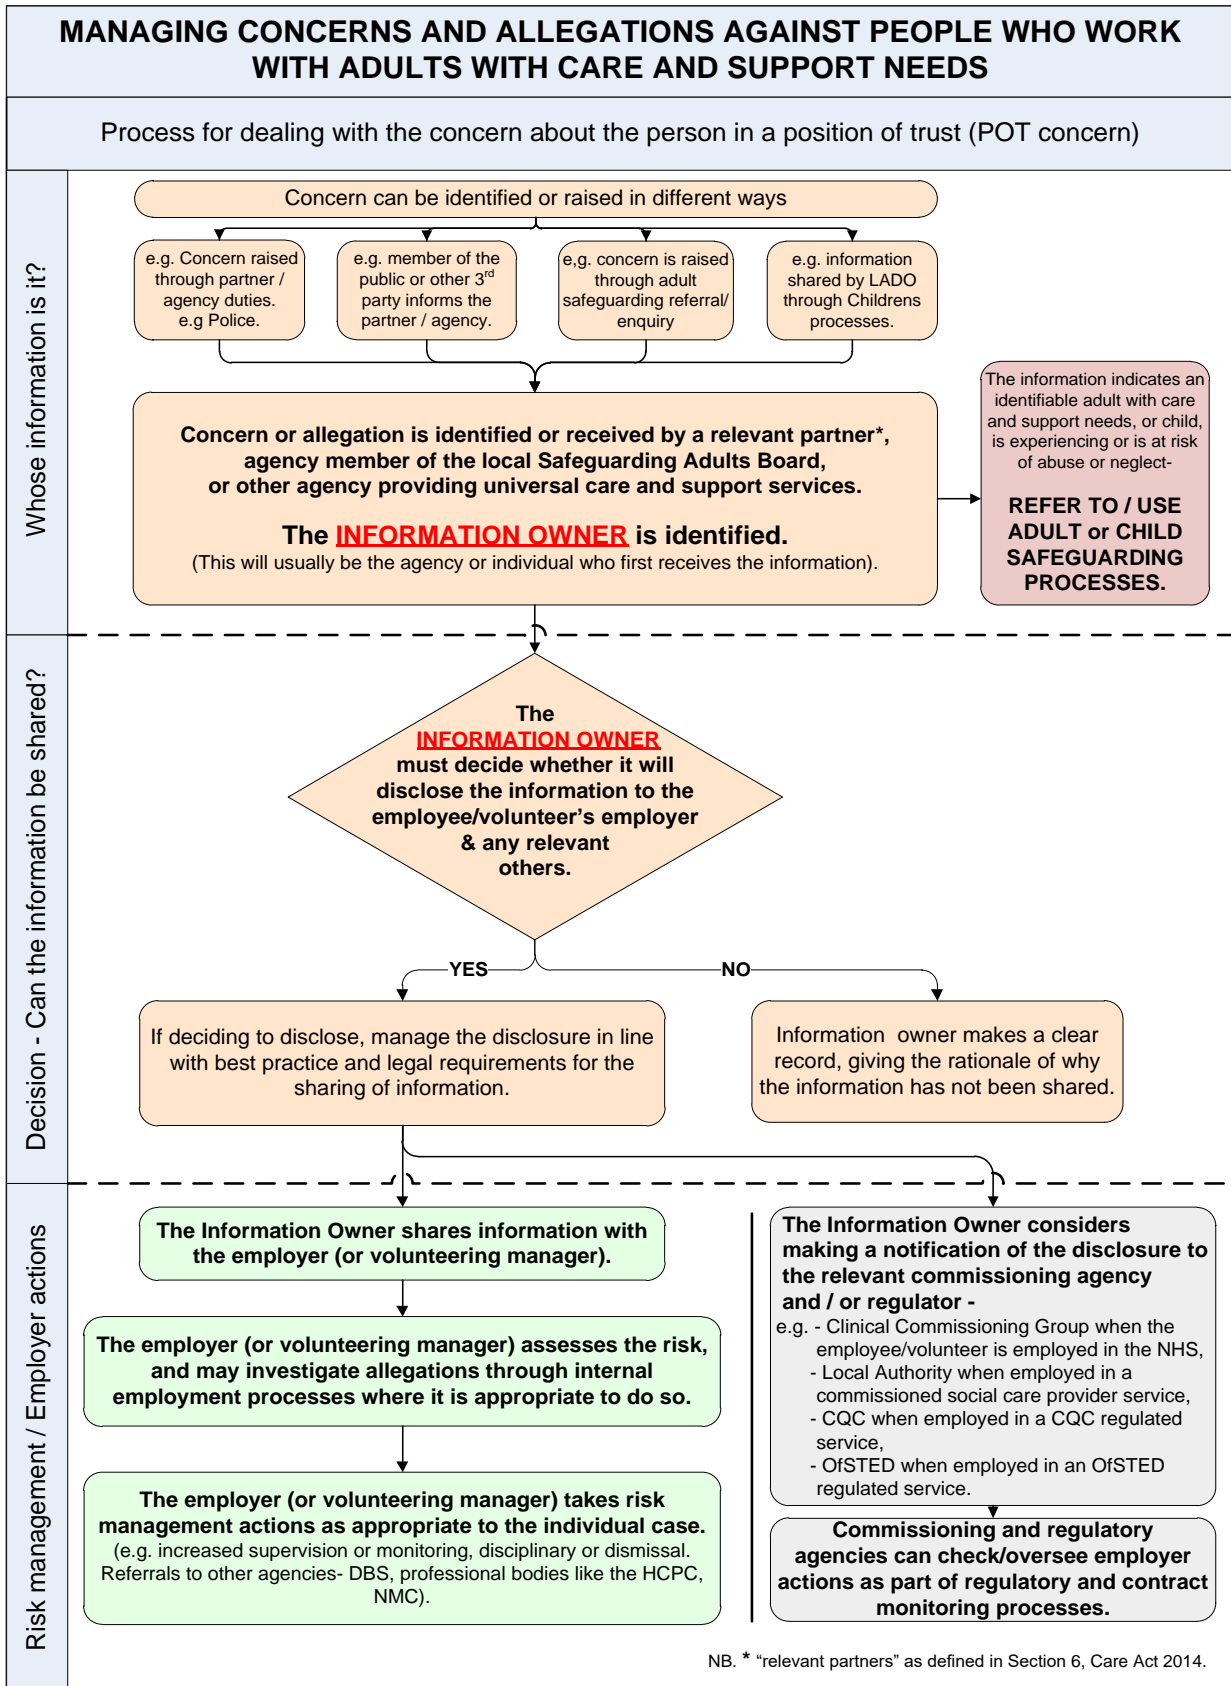 MANAGING CONCERNS AND ALLEGATIONS AGAINST PEOPLE WHO WORK
WITH ADULTS WITH CARE AND SUPPORT NEEDS
Process for dealing with the concern about the person in a position of trust (POT concern)
Whose information is it?
Concern can be identified or raised in different ways
e.g. Concern raised
through partner /
agency duties.
e.g Police.
e.g. member of the
public or other 3rd
party informs the
partner / agency.
e,g. concern is raised
through adult
safeguarding referral/
enquiry
e.g. information
shared by LADO
through Childrens
processes.
Concern or allegation is identified or received by a relevant partner*,
agency member of the local Safeguarding Adults Board,
or other agency providing universal care and support services.
The INFORMATION OWNER is identified.
(This will usually be the agency or individual who first receives the information).
The information indicates an
identifiable adult with care
and support needs, or child,
is experiencing or is at risk
of abuse or neglect-
REFER TO / USE
ADULT or CHILD
SAFEGUARDING
PROCESSES.
Decision - Can the information be shared?
The
INFORMATION OWNER
must decide whether it will
disclose the information to the
employee/volunteer’s employer
& any relevant
others.
YES
NO
If deciding to disclose, manage the disclosure in line
with best practice and legal requirements for the
sharing of information.
Information owner makes a clear
record, giving the rationale of why
the information has not been shared.
Risk management / Employer actions
The Information Owner shares information with
the employer (or volunteering manager).
The employer (or volunteering manager) assesses the risk,
and may investigate allegations through internal
employment processes where it is appropriate to do so.
The employer (or volunteering manager) takes risk
management actions as appropriate to the individual case.
(e.g. increased supervision or monitoring, disciplinary or dismissal.
Referrals to other agencies- DBS, professional bodies like the HCPC,
NMC).
The Information Owner considers
making a notification of the disclosure to
the relevant commissioning agency
and / or regulator -
e.g. - Clinical Commissioning Group when the
employee/volunteer is employed in the NHS,
- Local Authority when employed in a
commissioned social care provider service,
- CQC when employed in a CQC regulated
service,
- OfSTED when employed in an OfSTED
regulated service.
Commissioning and regulatory
agencies can check/oversee employer
actions as part of regulatory and contract
monitoring processes.
NB. * “relevant partners” as defined in Section 6, Care Act 2014.